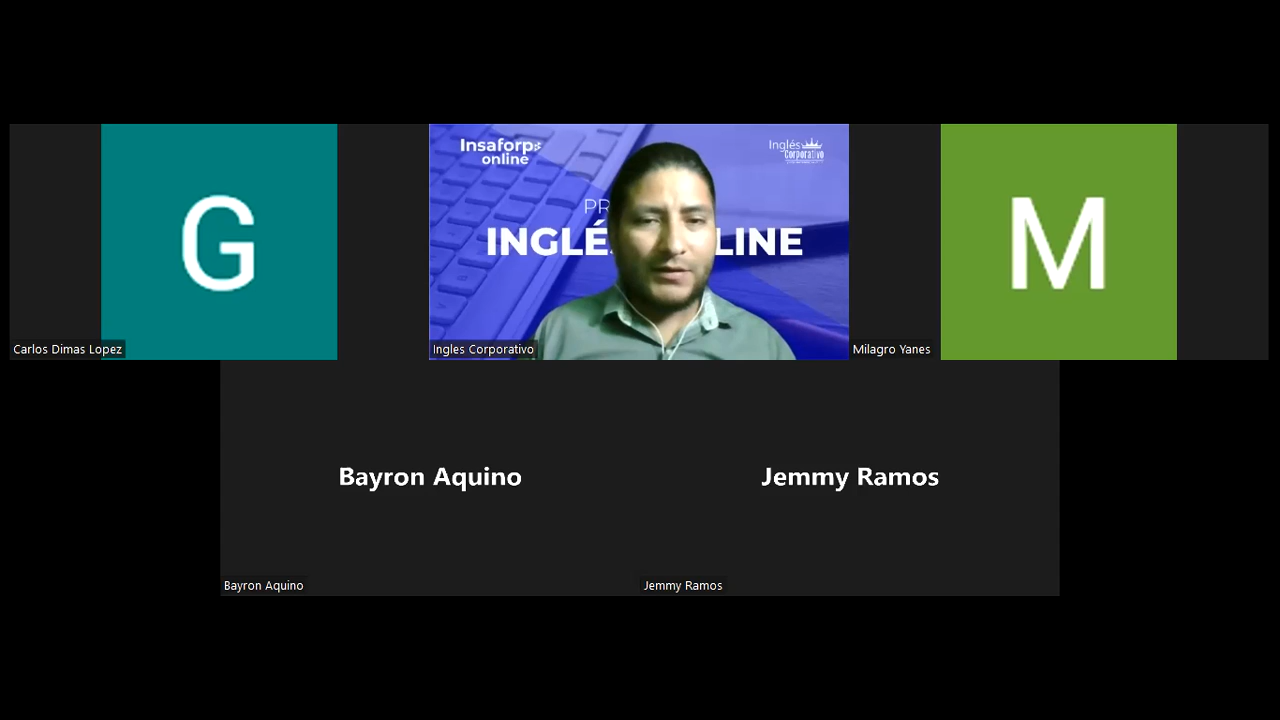 G
Insaforp
online
Inglés
Corporativo
PR
INGLÉS LINE
M
Carlos Dimas Lopez
Ingles Corporativo
Milagro Yanes
Bayron Aquino
Jemmy Ramos
Bayron Aquino
Jemmy Ramos